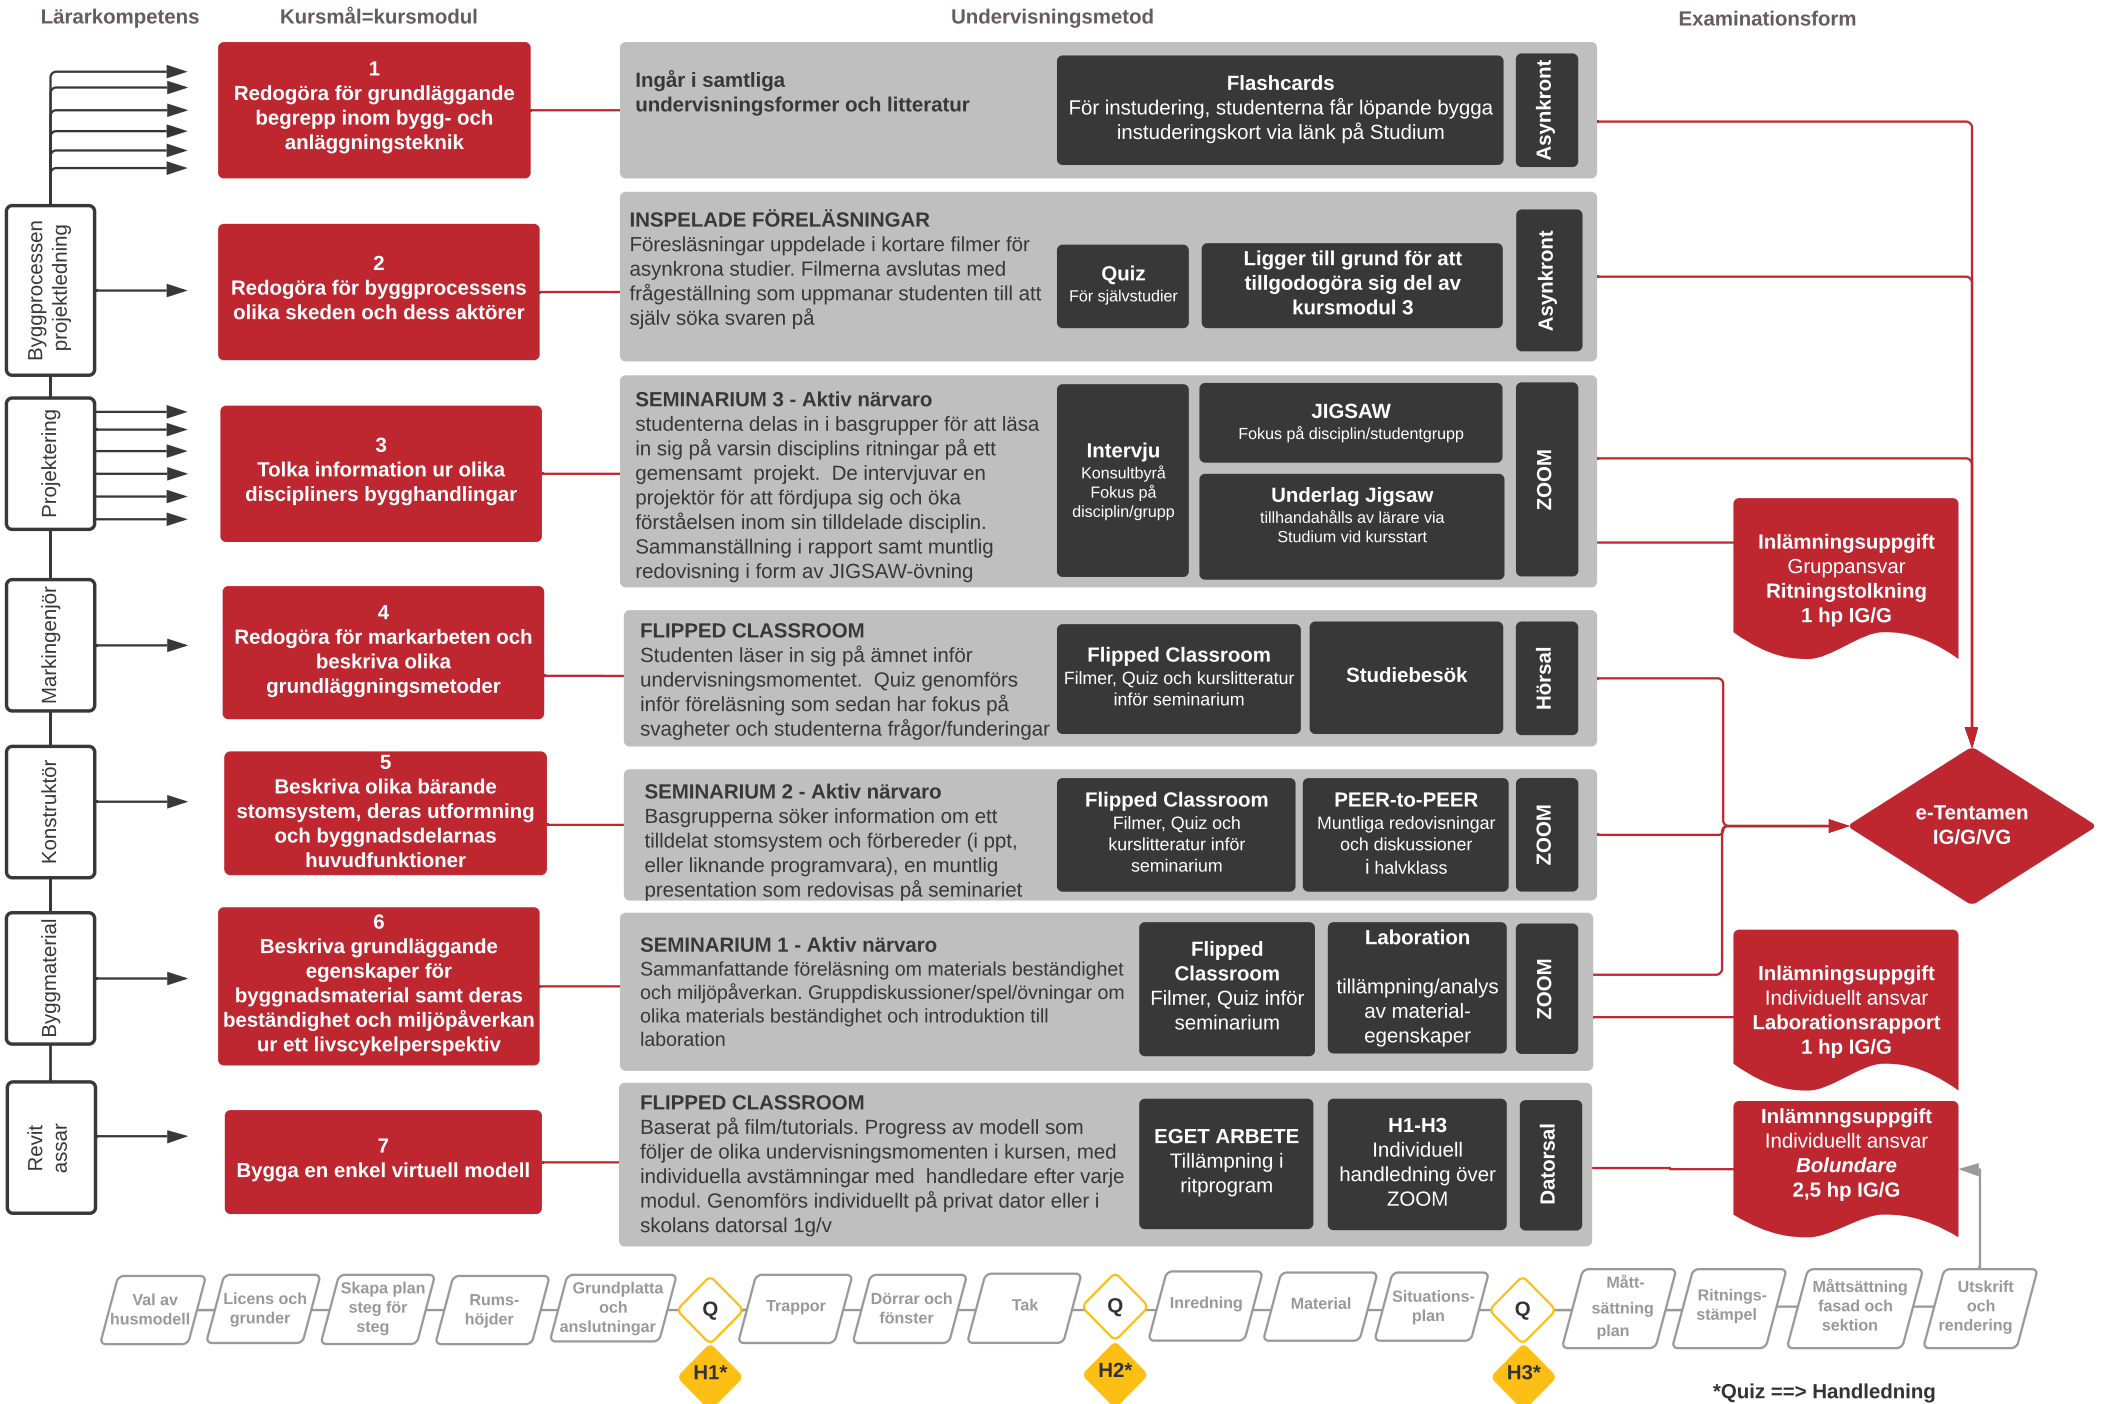 Lärarkompetens
Kursmål=kursmodul
Undervisningsmetod
Examinationsform
Byggprocessen
projektledning
Projektering
Markingenjör
Konstruktör
Byggmaterial
Revit
assar
1
Redogöra för grundläggande
begrepp inom bygg- och
anläggningsteknik
Ingår i samtliga
undervisningsformer och litteratur
Flashcards
För instudering, studenterna får löpande bygga
instuderingskort via länk på Studium
Asynkront
2
Redogöra för byggprocessens
olika skeden och dess aktörer
INSPELADE FÖRELÄSNINGAR
Föresläsningar uppdelade i kortare filmer för
asynkrona studier. Filmerna avslutas med
frågeställning som uppmanar studenten till att
själv söka svaren på
Quiz
För självstudier
Ligger till grund för att
tillgodogöra sig del av
kursmodul 3
Asynkront
3
Tolka information ur olika
discipliners bygghandlingar
SEMINARIUM 3 - Aktiv närvaro
studenterna delas in i basgrupper för att läsa
in sig på varsin disciplins ritningar på ett
gemensamt  projekt.  De intervjuvar en
projektör för att fördjupa sig och öka
förståelsen inom sin tilldelade disciplin.
Sammanställning i rapport samt muntlig
redovisning i form av JIGSAW-övning
Intervju
Konsultbyrå
Fokus på
disciplin/grupp
JIGSAW
Fokus på disciplin/studentgrupp
Underlag Jigsaw
tillhandahålls av lärare via
Studium vid kursstart
ZOOM
Inlämningsuppgift
Gruppansvar
Ritningstolkning
1 hp IG/G
4
Redogöra för markarbeten och
beskriva olika
grundläggningsmetoder
FLIPPED CLASSROOM
Studenten läser in sig på ämnet inför
undervisningsmomentet.  Quiz genomförs
inför föreläsning som sedan har fokus på
svagheter och studenterna frågor/funderingar
Flipped Classroom
Filmer, Quiz och kurslitteratur
inför seminarium
Studiebesök
Hörsal
5
Beskriva olika bärande
stomsystem, deras utformning
och byggnadsdelarnas
huvudfunktioner
SEMINARIUM 2 - Aktiv närvaro
Basgrupperna söker information om ett
tilldelat stomsystem och förbereder (i ppt,
eller liknande programvara), en muntlig
presentation som redovisas på seminariet
Flipped Classroom
Filmer, Quiz och
kurslitteratur inför
seminarium
PEER-to-PEER
Muntliga redovisningar
och diskussioner
i halvklass
ZOOM
e-Tentamen
IG/G/VG
6
Beskriva grundläggande
egenskaper för
byggnadsmaterial samt deras
beständighet och miljöpåverkan
ur ett livscykelperspektiv
SEMINARIUM 1 - Aktiv närvaro
Sammanfattande föreläsning om materials beständighet
och miljöpåverkan. Gruppdiskussioner/spel/övningar om
olika materials beständighet och introduktion till
laboration
Flipped
Classroom
Filmer, Quiz inför
seminarium
Laboration
tillämpning/analys
av material-
egenskaper
ZOOM
Inlämningsuppgift
Individuellt ansvar
Laborationsrapport
1 hp IG/G
7
Bygga en enkel virtuell modell
FLIPPED CLASSROOM
Baserat på film/tutorials. Progress av modell som
följer de olika undervisningsmomenten i kursen, med
individuella avstämningar med  handledare efter varje
modul. Genomförs individuellt på privat dator eller i
skolans datorsal 1g/v
EGET ARBETE
Tillämpning i
ritprogram
H1-H3
Individuell
handledning över
ZOOM
Datorsal
Inlämnngsuppgift
Individuellt ansvar
Bolundare
2,5 hp IG/G
Val av
husmodell
Licens och
grunder
Skapa plan
steg för
steg
Rums-
höjder
Grundplatta
och
anslutningar
Q
H1*
Trappor
Dörrar och
fönster
Tak
Q
H2*
Inredning
Material
Situations-
plan
Q
H3*
Mått-
sättning
plan
Ritnings-
stämpel
Måttsättning
fasad och
sektion
Utskrift
och
rendering
*Quiz ==> Handledning